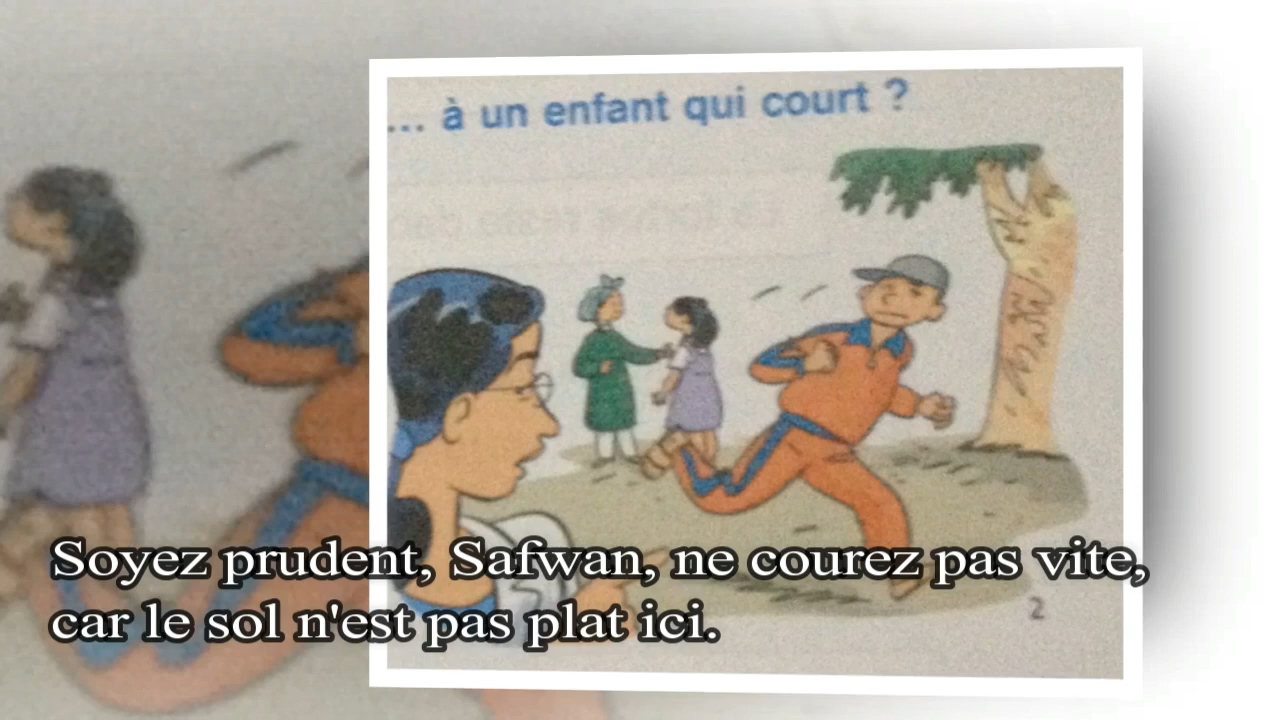 ... à un enfant qui court ?
2
Soyez prudent, Safwan, ne courez pas vite,
car le sol n'est pas plat ici.